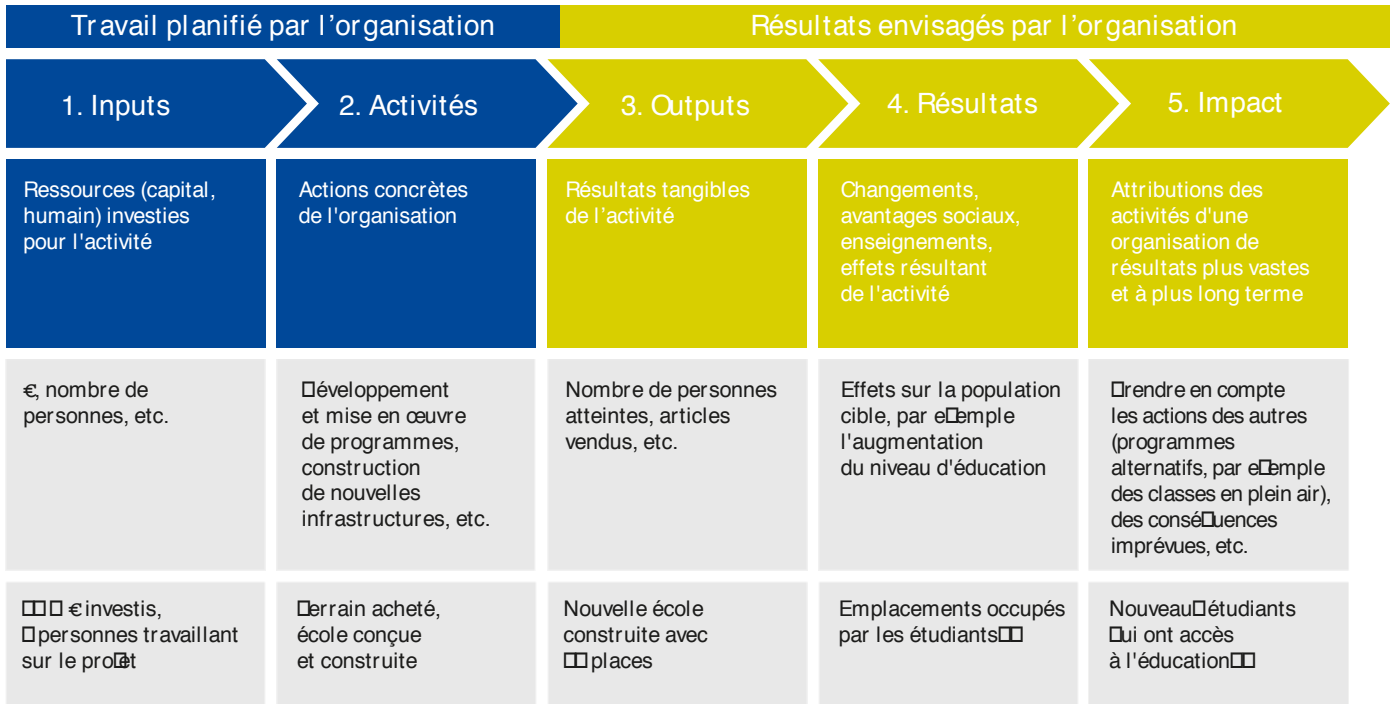 Travail planifié par l'organisation
Résultats envisagés par l'organisation
1. Inputs
2. Activités
3. Outputs
4. Résultats
5. Impact
Ressources (capital,
humain) investies
pour l'activité
Actions concrètes
de l'organisation
Résultats tangibles
de l'activité
Changements,
avantages sociaux,
enseignements,
effets résultant
de l'activité
Attributions des
activités d'une
organisation de
résultats plus vastes
et à plus long terme
€, nombre de
personnes, etc.
□éveloppement
et mise en œuvre
de programmes,
construction
de nouvelles
infrastructures, etc.
Nombre de personnes
atteintes, articles
vendus, etc.
Effets sur la population
cible, par e□emple
l'augmentation
du niveau d'éducation
□rendre en compte
les actions des autres
(programmes
alternatifs, par e□emple
des classes en plein air),
des consé□uences
imprévues, etc.
□□□ € investis,
□ personnes travaillant
sur le pro□et
□errain acheté,
école conçue
et construite
Nouvelle école
construite avec
□□ places
Emplacements occupés
par les étudiants□□
Nouveau□ étudiants
□ui ont accès
à l'éducation□□